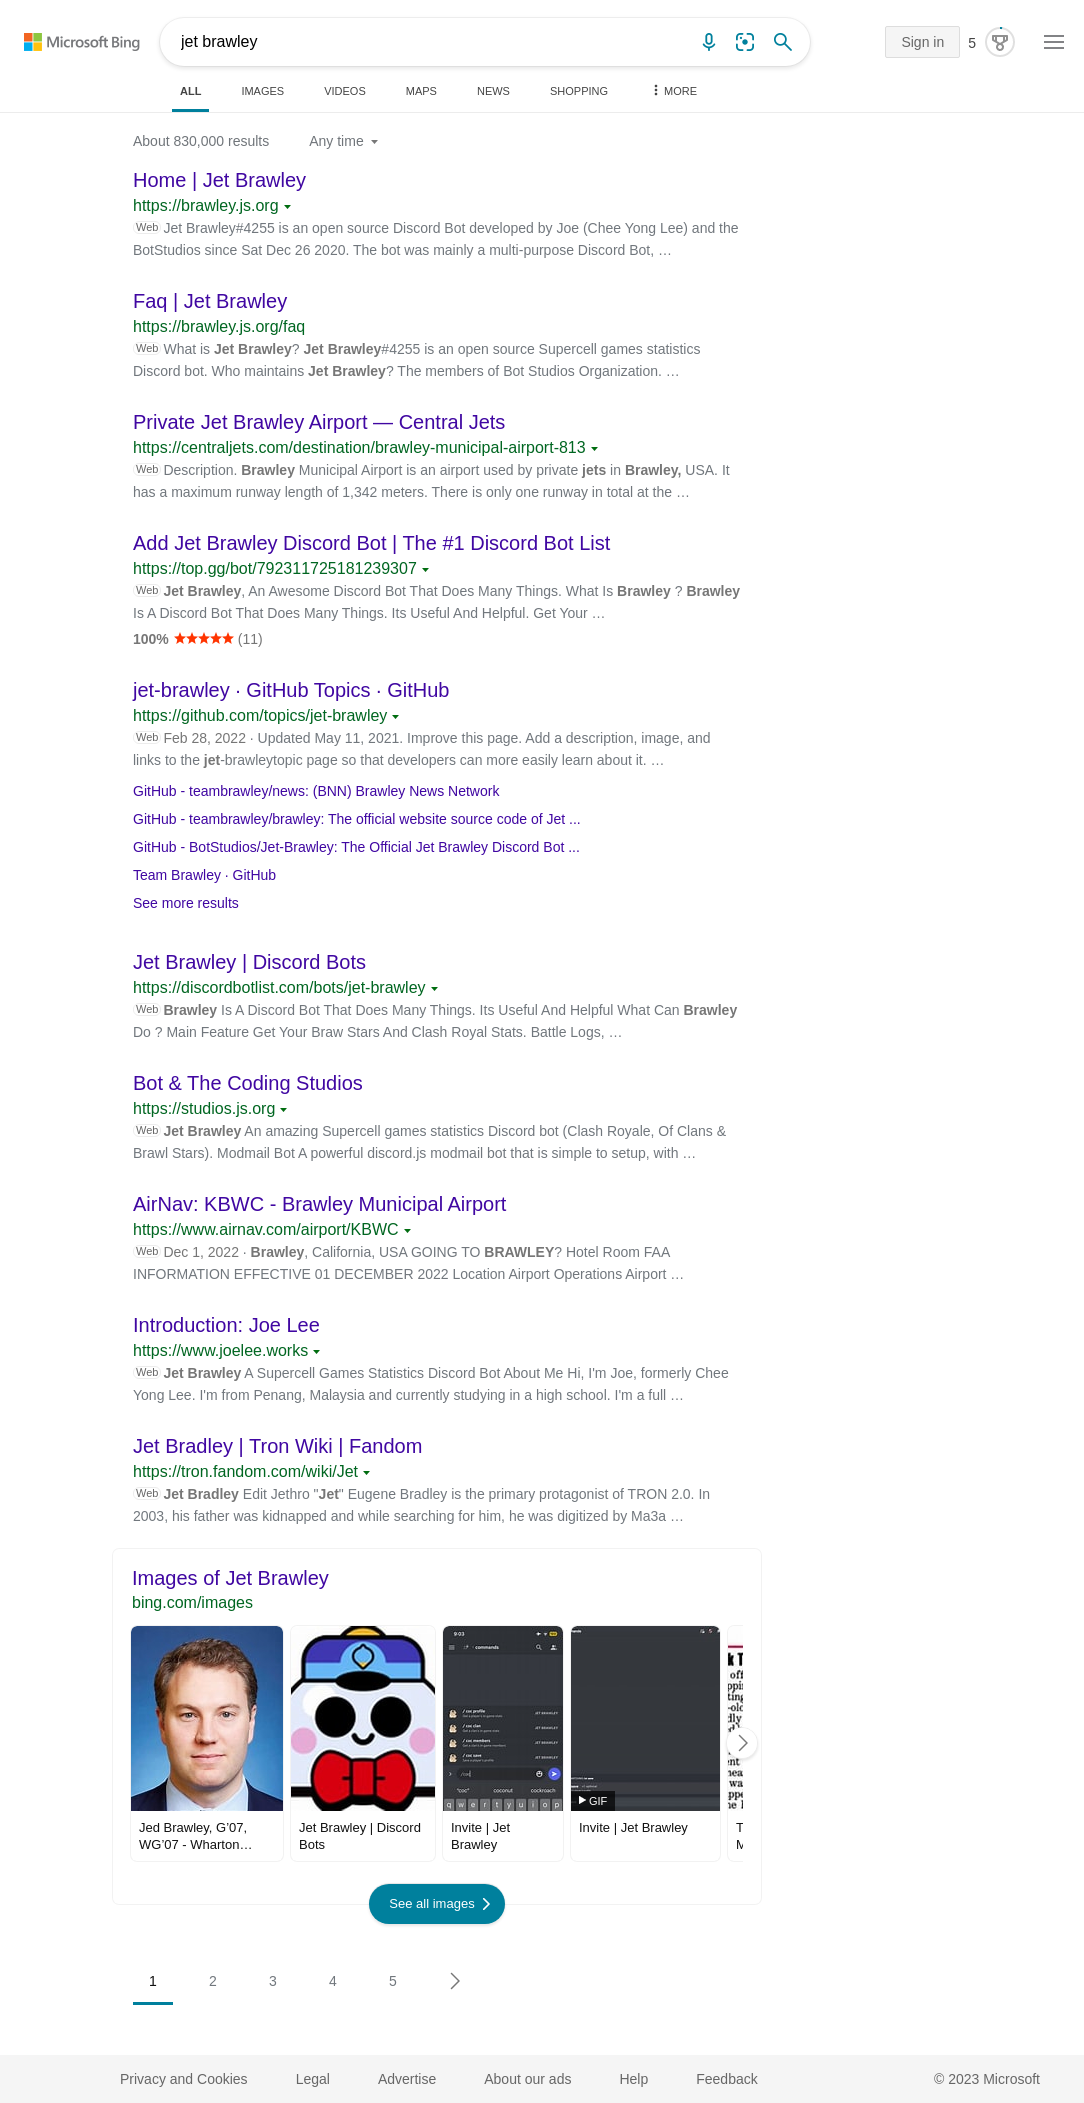 Microsoft Bing
jet brawley
Sign in
5
ALL IMAGES VIDEOS MAPS NEWS SHOPPING MORE
About 830,000 results Any time
Home | Jet Brawley
https://brawley.js.org
Web Jet Brawley#4255 is an open source Discord Bot developed by Joe (Chee Yong Lee) and the
BotStudios since Sat Dec 26 2020. The bot was mainly a multi-purpose Discord Bot, …
Faq | Jet Brawley
https://brawley.js.org/faq
Web What is Jet Brawley? Jet Brawley#4255 is an open source Supercell games statistics
Discord bot. Who maintains Jet Brawley? The members of Bot Studios Organization. …
Private Jet Brawley Airport — Central Jets
https://centraljets.com/destination/brawley-municipal-airport-813
Web Description. Brawley Municipal Airport is an airport used by private jets in Brawley, USA. It
has a maximum runway length of 1,342 meters. There is only one runway in total at the …
Add Jet Brawley Discord Bot | The #1 Discord Bot List
https://top.gg/bot/792311725181239307
Web Jet Brawley, An Awesome Discord Bot That Does Many Things. What Is Brawley ? Brawley
Is A Discord Bot That Does Many Things. Its Useful And Helpful. Get Your …
100% (11)
jet-brawley · GitHub Topics · GitHub
https://github.com/topics/jet-brawley
Web Feb 28, 2022 · Updated May 11, 2021. Improve this page. Add a description, image, and
links to the jet-brawleytopic page so that developers can more easily learn about it. …
GitHub - teambrawley/news: (BNN) Brawley News Network
GitHub - teambrawley/brawley: The official website source code of Jet ...
GitHub - BotStudios/Jet-Brawley: The Official Jet Brawley Discord Bot ...
Team Brawley · GitHub
See more results
Jet Brawley | Discord Bots
https://discordbotlist.com/bots/jet-brawley
Web Brawley Is A Discord Bot That Does Many Things. Its Useful And Helpful What Can Brawley
Do ? Main Feature Get Your Braw Stars And Clash Royal Stats. Battle Logs, …
Bot & The Coding Studios
https://studios.js.org
Web Jet Brawley An amazing Supercell games statistics Discord bot (Clash Royale, Of Clans &
Brawl Stars). Modmail Bot A powerful discord.js modmail bot that is simple to setup, with …
AirNav: KBWC - Brawley Municipal Airport
https://www.airnav.com/airport/KBWC
Web Dec 1, 2022 · Brawley, California, USA GOING TO BRAWLEY? Hotel Room FAA
INFORMATION EFFECTIVE 01 DECEMBER 2022 Location Airport Operations Airport …
Introduction: Joe Lee
https://www.joelee.works
Web Jet Brawley A Supercell Games Statistics Discord Bot About Me Hi, I'm Joe, formerly Chee
Yong Lee. I'm from Penang, Malaysia and currently studying in a high school. I'm a full …
Jet Bradley | Tron Wiki | Fandom
https://tron.fandom.com/wiki/Jet
Web Jet Bradley Edit Jethro "Jet" Eugene Bradley is the primary protagonist of TRON 2.0. In
2003, his father was kidnapped and while searching for him, he was digitized by Ma3a …
Images of Jet Brawley
bing.com/images
9:03
commands
/ coc profile
JET BRAWLEY
/ coc clan
JET BRAWLEY
/ coc members
JET BRAWLEY
/ coc save
JET BRAWLEY
"coc" coconut cockroach
q w e r t y u i o p
GIF
Jed Brawley, G’07,
WG’07 - Wharton…
Jet Brawley | Discord
Bots
Invite | Jet
Brawley
Invite | Jet Brawley
See all images
1 2 3 4 5
Privacy and Cookies Legal Advertise About our ads Help Feedback © 2023 Microsoft